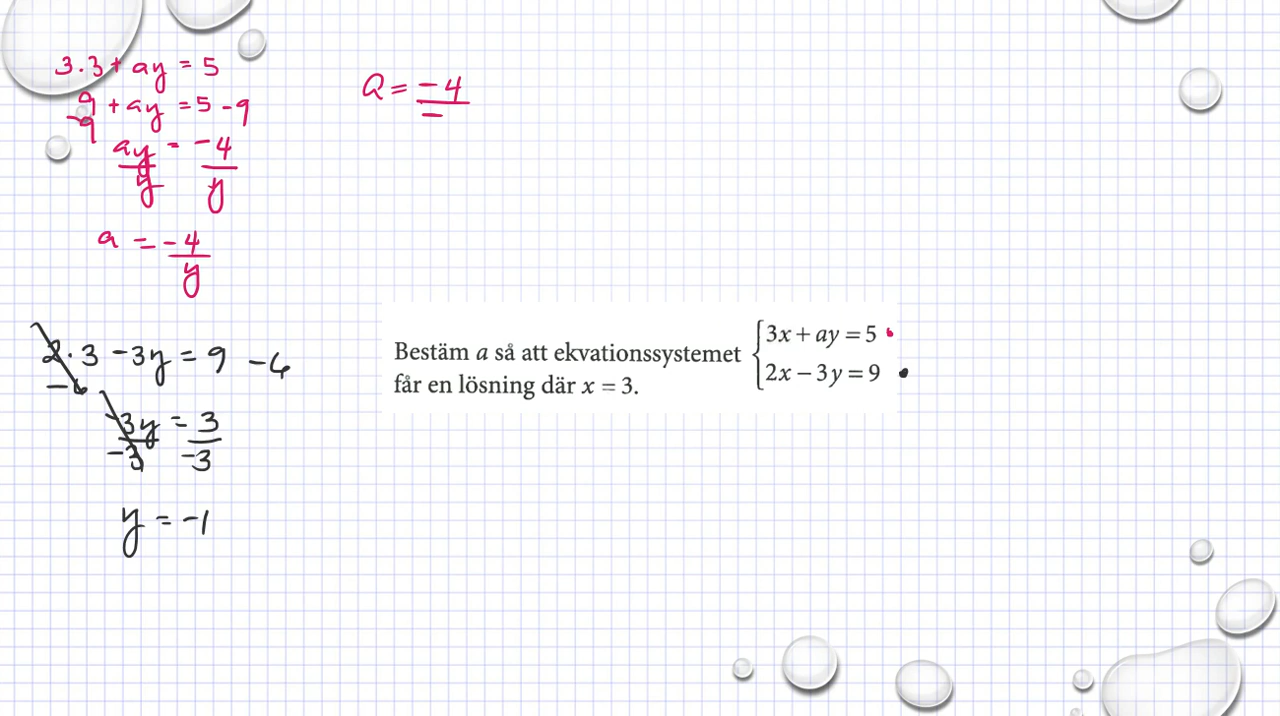 3·3 + ay = 5
9 + ay = 5 - 9
-9
ay = -4
y y
a = -4
y
a = -4
2·3 - 3y = 9 - 6
-6
-3y = 3
-3 -3
y = -1
Bestäm a så att ekvationssystemet
får en lösning där x = 3.
3x + ay = 5
2x − 3y = 9